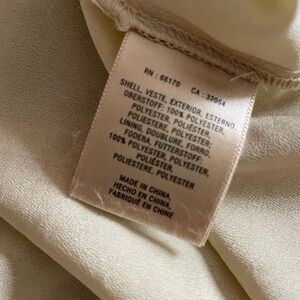 RN : 66170 CA : 32054
SHELL, VESTE, EXTERIOR, ESTERNO,
OBERSTOFF: 100% POLYESTER,
POLYESTER, POLIÉSTER,
POLIESTERE, POLYESTER
LINING, DOUBLURE, FORRO,
FODERA, FUTTERSTOFF:
100% POLYESTER, POLYESTER,
POLIÉSTER,
POLIESTERE, POLYESTER
MADE IN CHINA,
HECHO EN CHINA,
FABRIQUÉ EN CHINE